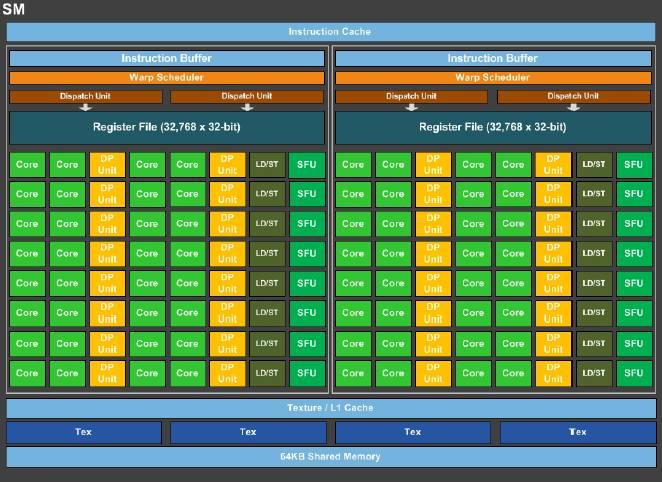 SM
Instruction Cache
Instruction Buffer Instruction Buffer
Warp Scheduler Warp Scheduler
Dispatch Unit Dispatch Unit Dispatch Unit Dispatch Unit
Register File (32,768 x 32-bit) Register File (32,768 x 32-bit)
Core Core DP Unit Core Core DP Unit LD/ST SFU Core Core DP Unit Core Core DP Unit LD/ST SFU
Core Core DP Unit Core Core DP Unit LD/ST SFU Core Core DP Unit Core Core DP Unit LD/ST SFU
Core Core DP Unit Core Core DP Unit LD/ST SFU Core Core DP Unit Core Core DP Unit LD/ST SFU
Core Core DP Unit Core Core DP Unit LD/ST SFU Core Core DP Unit Core Core DP Unit LD/ST SFU
Core Core DP Unit Core Core DP Unit LD/ST SFU Core Core DP Unit Core Core DP Unit LD/ST SFU
Core Core DP Unit Core Core DP Unit LD/ST SFU Core Core DP Unit Core Core DP Unit LD/ST SFU
Core Core DP Unit Core Core DP Unit LD/ST SFU Core Core DP Unit Core Core DP Unit LD/ST SFU
Core Core DP Unit Core Core DP Unit LD/ST SFU Core Core DP Unit Core Core DP Unit LD/ST SFU
Texture / L1 Cache
Tex Tex Tex Tex
64KB Shared Memory